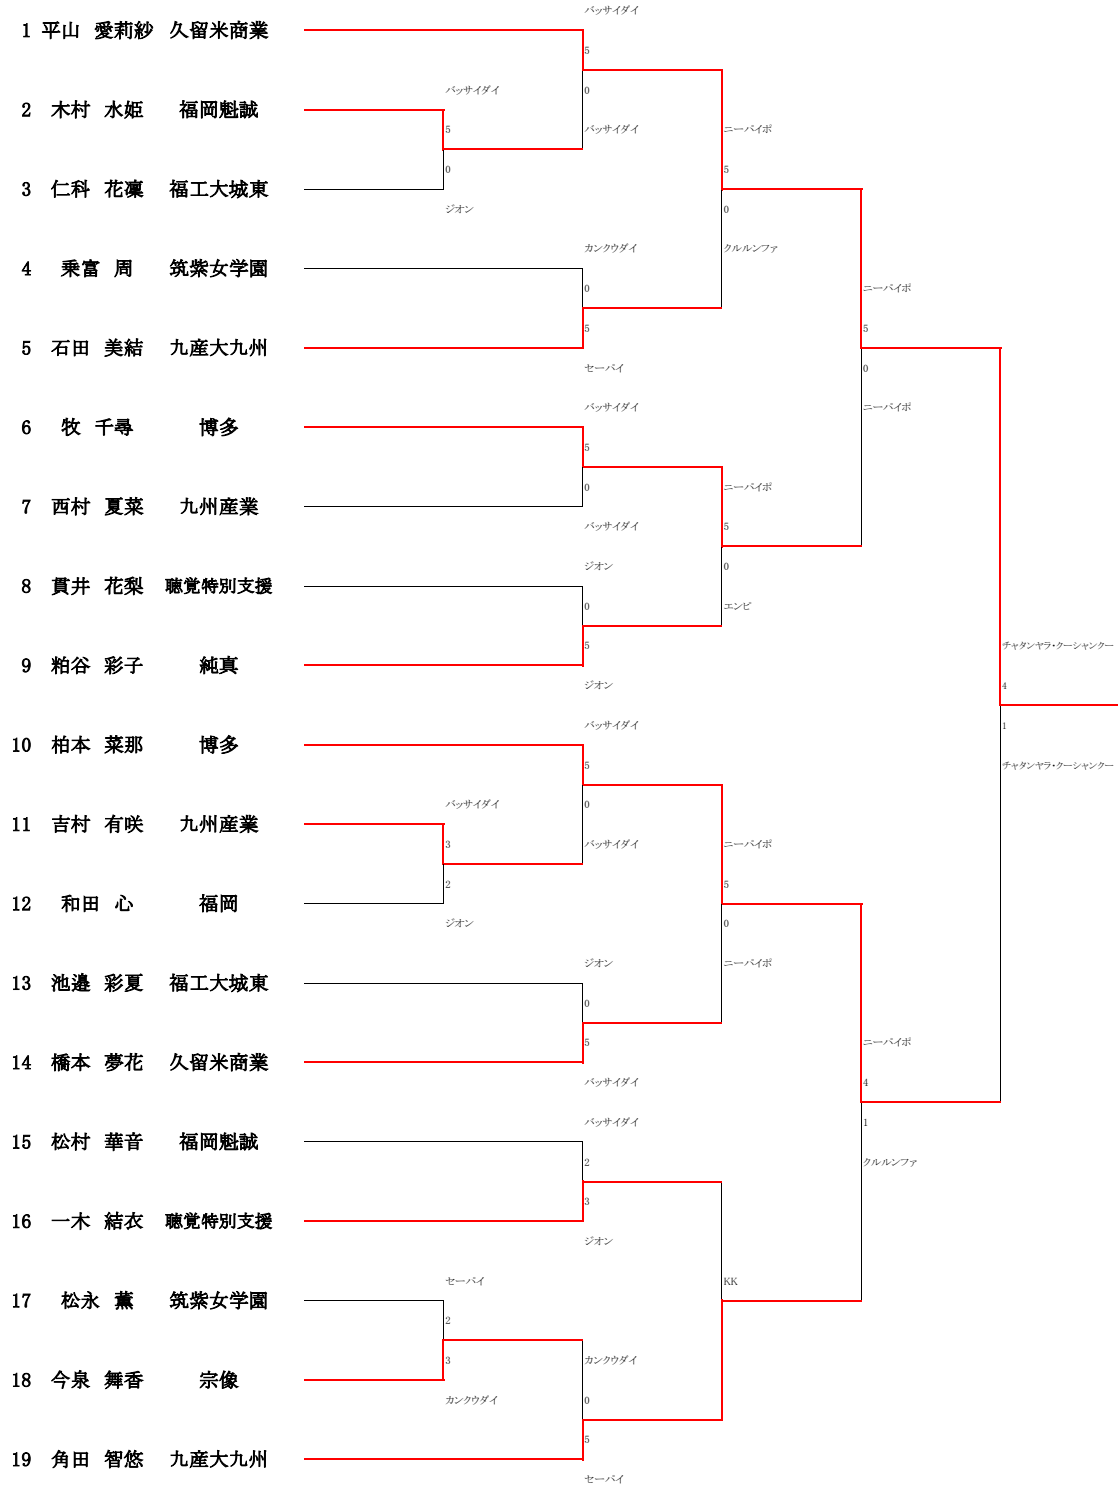 バッサイダイ
1 平山 愛莉紗 久留米商業
5
バッサイダイ
0
2 木村 水姫 福岡魁誠
5
バッサイダイ
ニーパイポ
0
5
3 仁科 花凜 福工大城東
ジオン
0
カンクウダイ
クルルンファ
4 乗富 周 筑紫女学園
0
ニーパイポ
5
5
5 石田 美結 九産大九州
セーパイ
0
バッサイダイ
ニーパイポ
6 牧 千尋 博多
5
0
ニーパイポ
7 西村 夏菜 九州産業
バッサイダイ
5
ジオン
0
8 貫井 花梨 聴覚特別支援
0
エンピ
5
チャタンヤラ・クーシャンクー
9 粕谷 彩子 純真
ジオン
4
バッサイダイ
1
10 柏本 菜那 博多
5
チャタンヤラ・クーシャンクー
バッサイダイ
0
11 吉村 有咲 九州産業
3
バッサイダイ
ニーパイポ
2
5
12 和田 心 福岡
ジオン
0
ジオン
ニーパイポ
13 池邉 彩夏 福工大城東
0
5
ニーパイポ
14 橋本 夢花 久留米商業
バッサイダイ
4
バッサイダイ
1
15 松村 華音 福岡魁誠
2
クルルンファ
3
16 一木 結衣 聴覚特別支援
ジオン
セーパイ
KK
17 松永 薫 筑紫女学園
2
3
カンクウダイ
18 今泉 舞香 宗像
カンクウダイ
0
5
19 角田 智悠 九産大九州
セーパイ